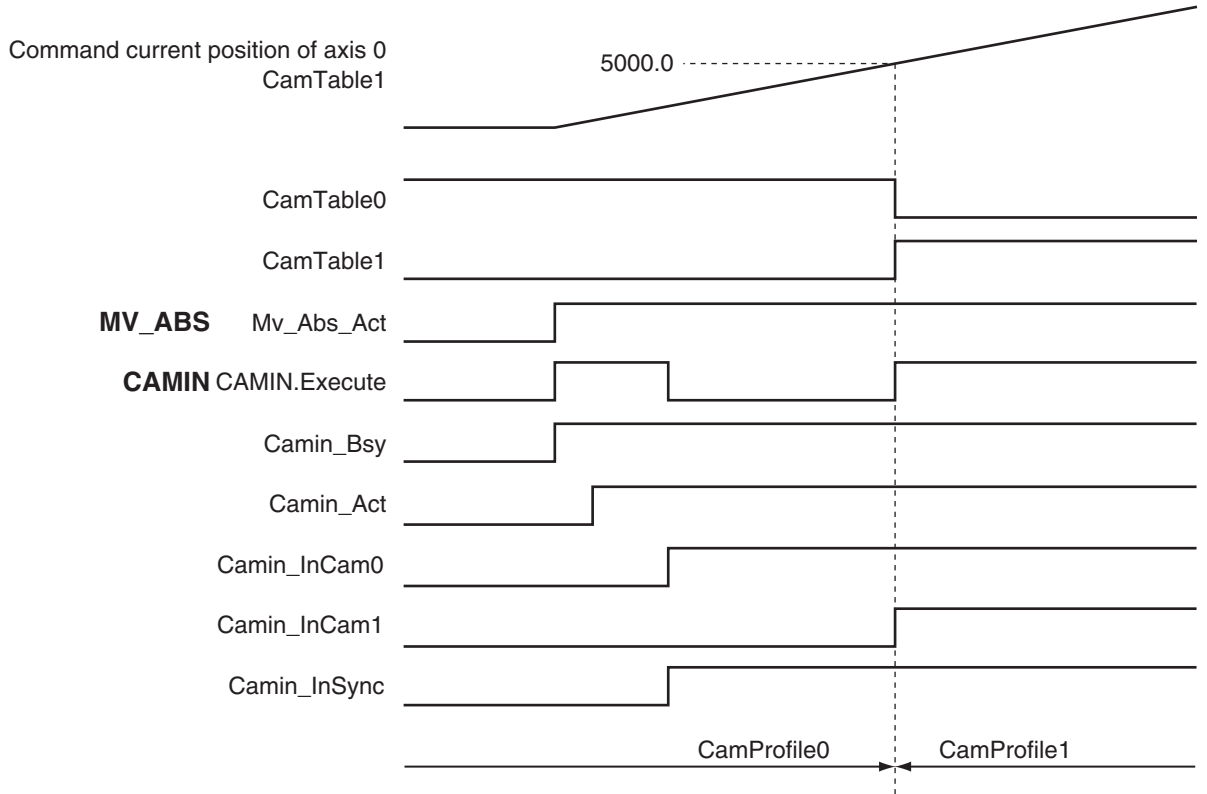 Command current position of axis 0
CamTable1
5000.0
CamTable0
CamTable1
MV_ABS Mv_Abs_Act
CAMIN CAMIN.Execute
Camin_Bsy
Camin_Act
Camin_InCam0
Camin_InCam1
Camin_InSync
CamProfile0 CamProfile1